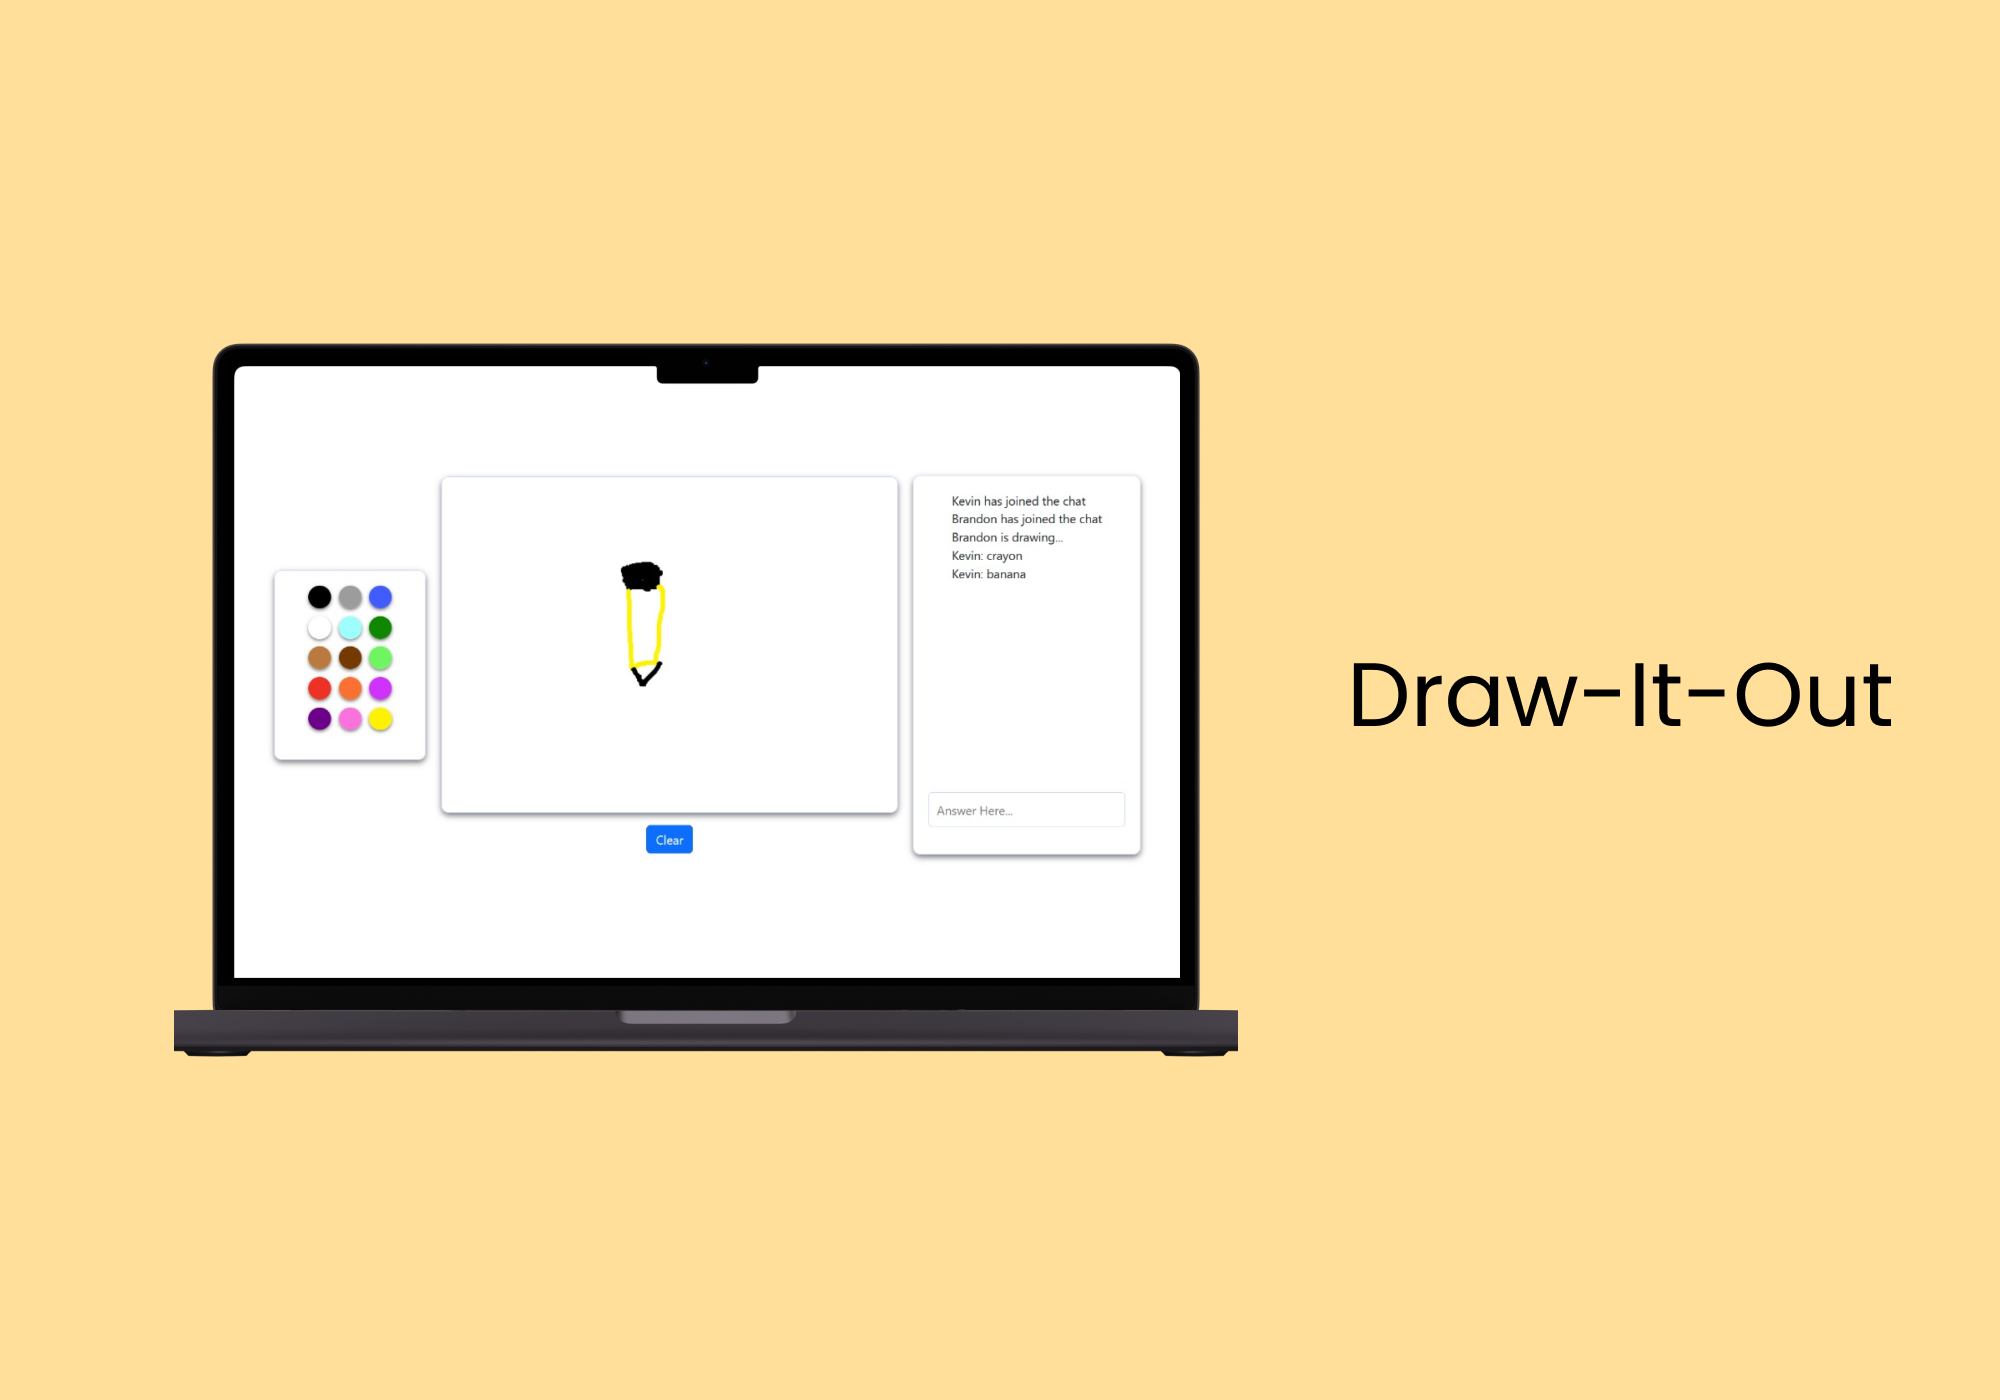 Kevin has joined the chat
Brandon has joined the chat
Brandon is drawing...
Kevin: crayon
Kevin: banana
Answer Here...
Clear
Draw-It-Out